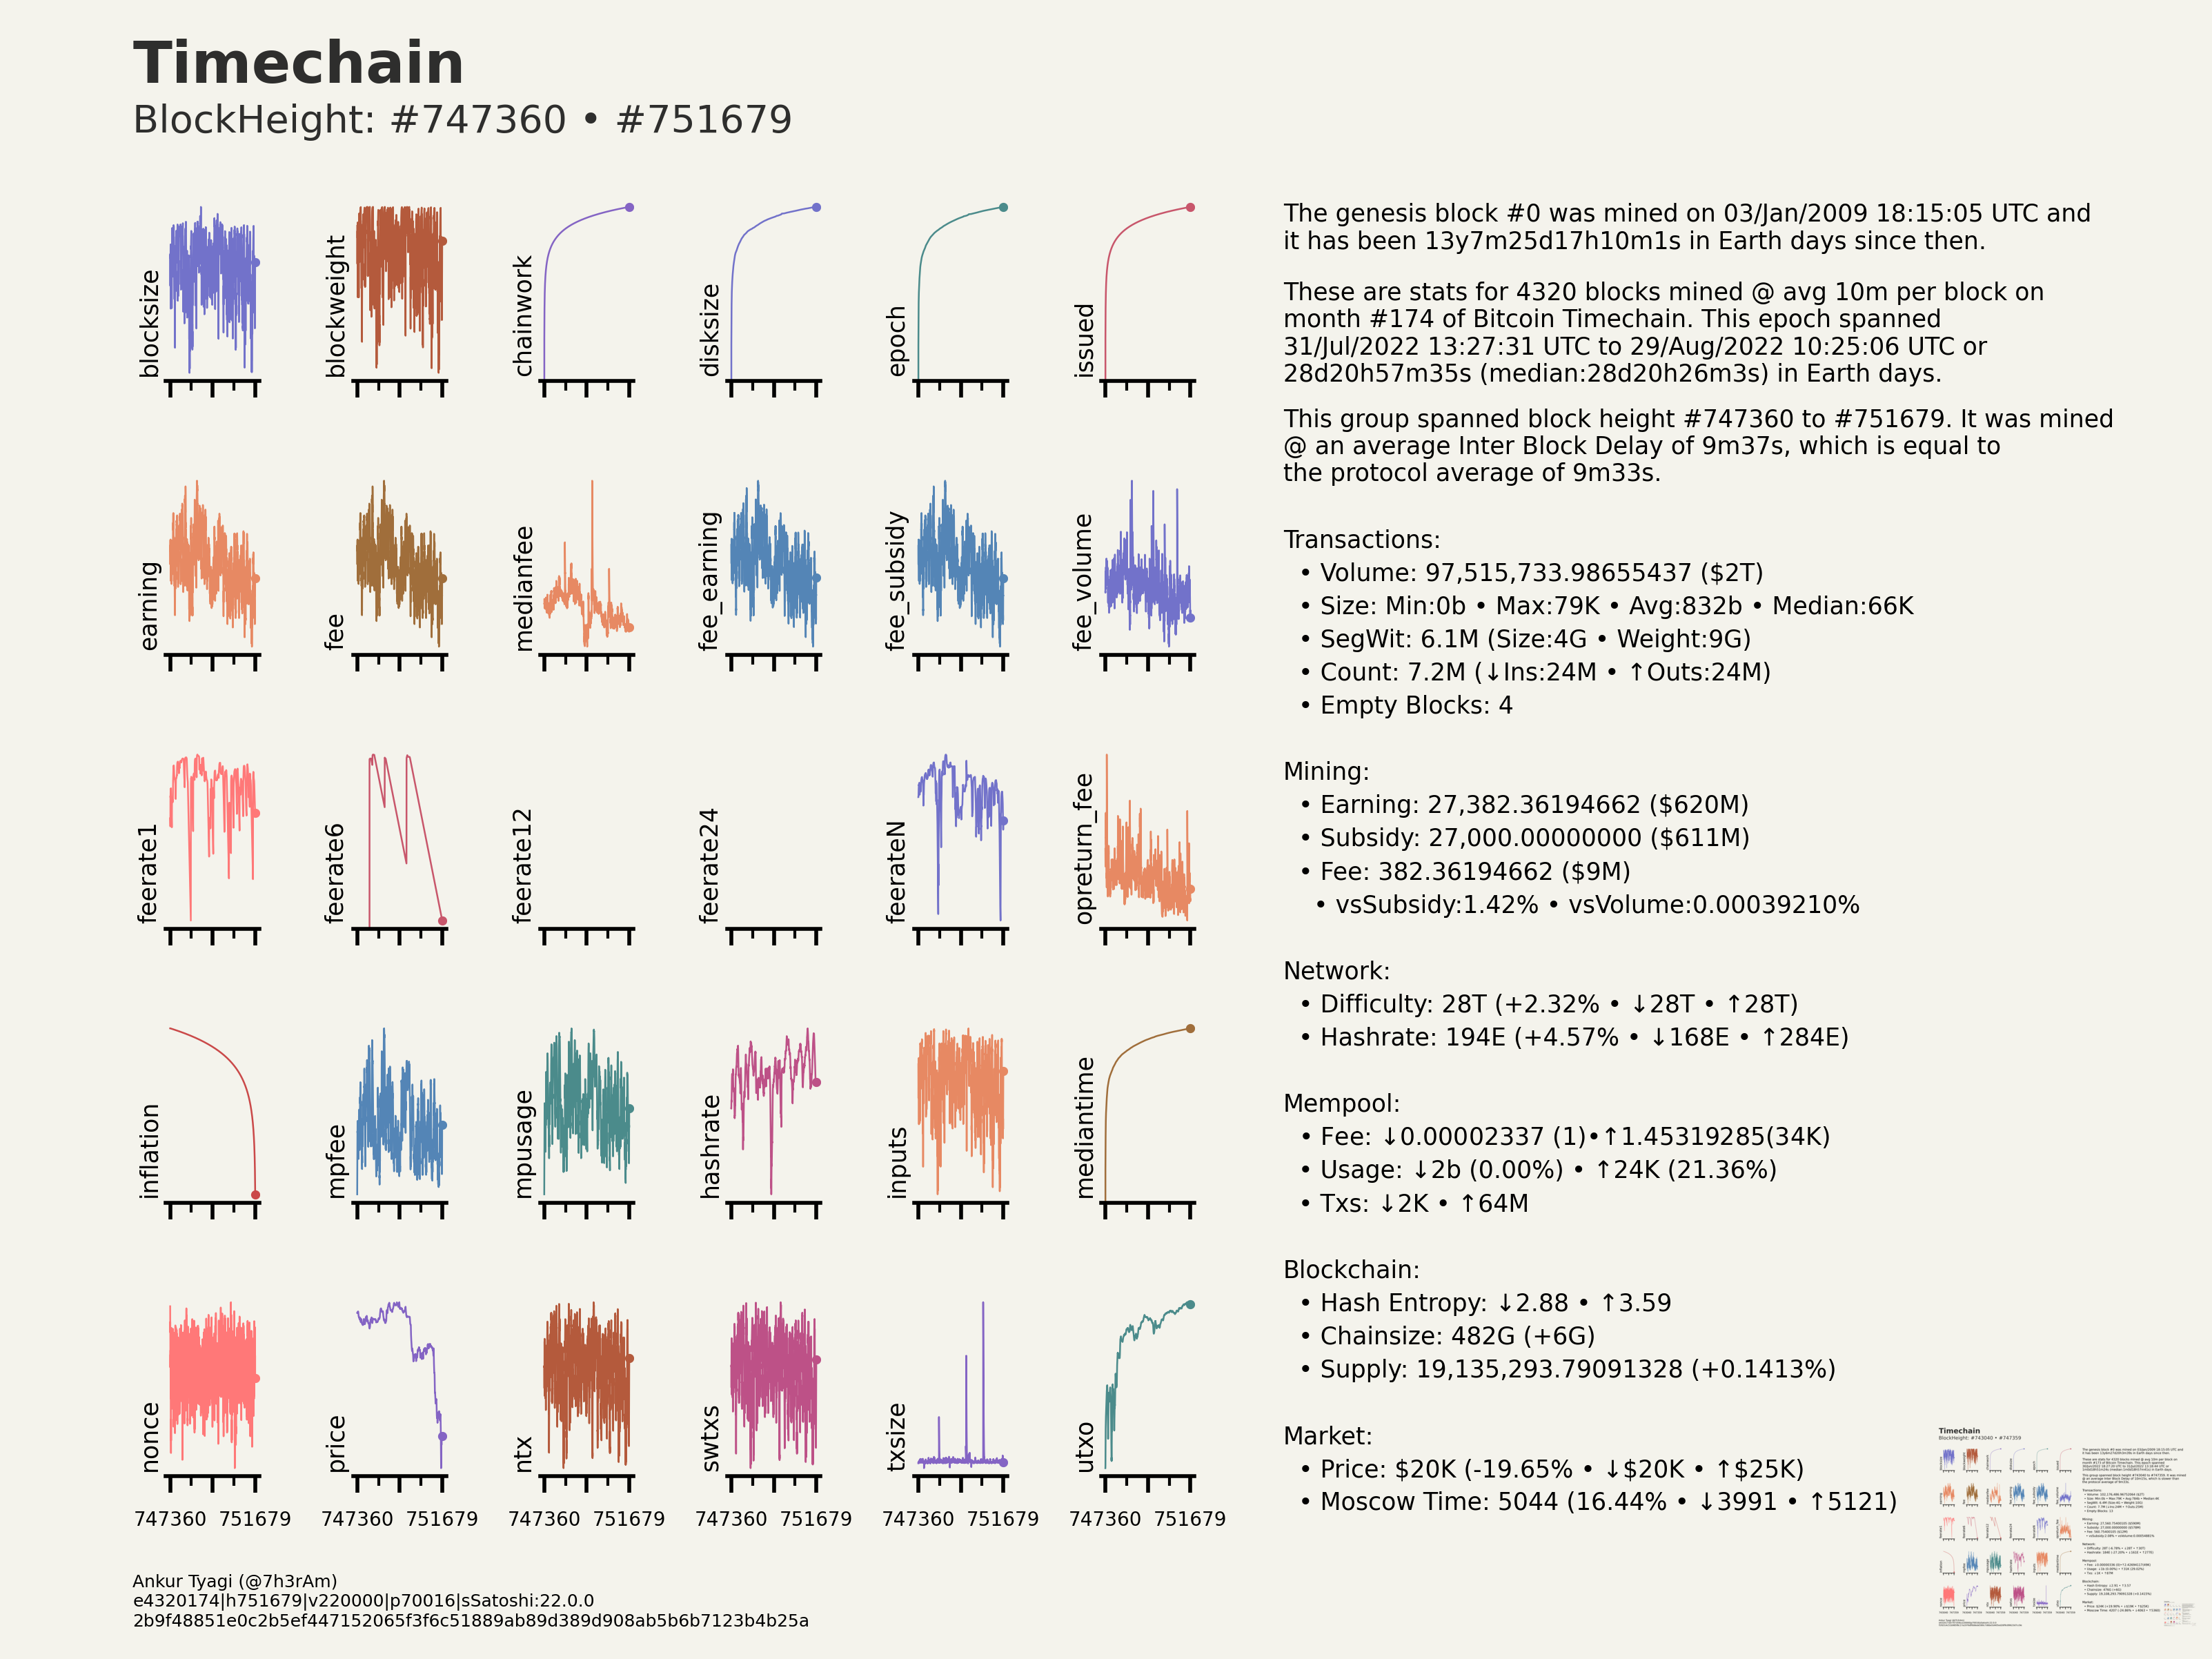 Timechain
BlockHeight: #747360 • #751679
blocksize
blockweight
chainwork
disksize
epoch
issued
earning
fee
medianfee
fee_earning
fee_subsidy
fee_volume
feerate1
feerate6
feerate12
feerate24
feerateN
opreturn_fee
inflation
mpfee
mpusage
hashrate
inputs
mediantime
nonce
price
ntx
swtxs
txsize
utxo
747360 751679 747360 751679 747360 751679 747360 751679 747360 751679 747360 751679
The genesis block #0 was mined on 03/Jan/2009 18:15:05 UTC and
it has been 13y7m25d17h10m1s in Earth days since then.
These are stats for 4320 blocks mined @ avg 10m per block on
month #174 of Bitcoin Timechain. This epoch spanned
31/Jul/2022 13:27:31 UTC to 29/Aug/2022 10:25:06 UTC or
28d20h57m35s (median:28d20h26m3s) in Earth days.
This group spanned block height #747360 to #751679. It was mined
@ an average Inter Block Delay of 9m37s, which is equal to
the protocol average of 9m33s.
Transactions:
• Volume: 97,515,733.98655437 ($2T)
• Size: Min:0b • Max:79K • Avg:832b • Median:66K
• SegWit: 6.1M (Size:4G • Weight:9G)
• Count: 7.2M (↓Ins:24M • ↑Outs:24M)
• Empty Blocks: 4
Mining:
• Earning: 27,382.36194662 ($620M)
• Subsidy: 27,000.00000000 ($611M)
• Fee: 382.36194662 ($9M)
• vsSubsidy:1.42% • vsVolume:0.00039210%
Network:
• Difficulty: 28T (+2.32% • ↓28T • ↑28T)
• Hashrate: 194E (+4.57% • ↓168E • ↑284E)
Mempool:
• Fee: ↓0.00002337 (1)•↑1.45319285(34K)
• Usage: ↓2b (0.00%) • ↑24K (21.36%)
• Txs: ↓2K • ↑64M
Blockchain:
• Hash Entropy: ↓2.88 • ↑3.59
• Chainsize: 482G (+6G)
• Supply: 19,135,293.79091328 (+0.1413%)
Market:
• Price: $20K (-19.65% • ↓$20K • ↑$25K)
• Moscow Time: 5044 (16.44% • ↓3991 • ↑5121)
Timechain
BlockHeight: #743040 • #747359
Ankur Tyagi (@7h3rAm)
e4320174|h751679|v220000|p70016|sSatoshi:22.0.0
2b9f48851e0c2b5ef447152065f3f6c51889ab89d389d908ab5b6b7123b4b25a